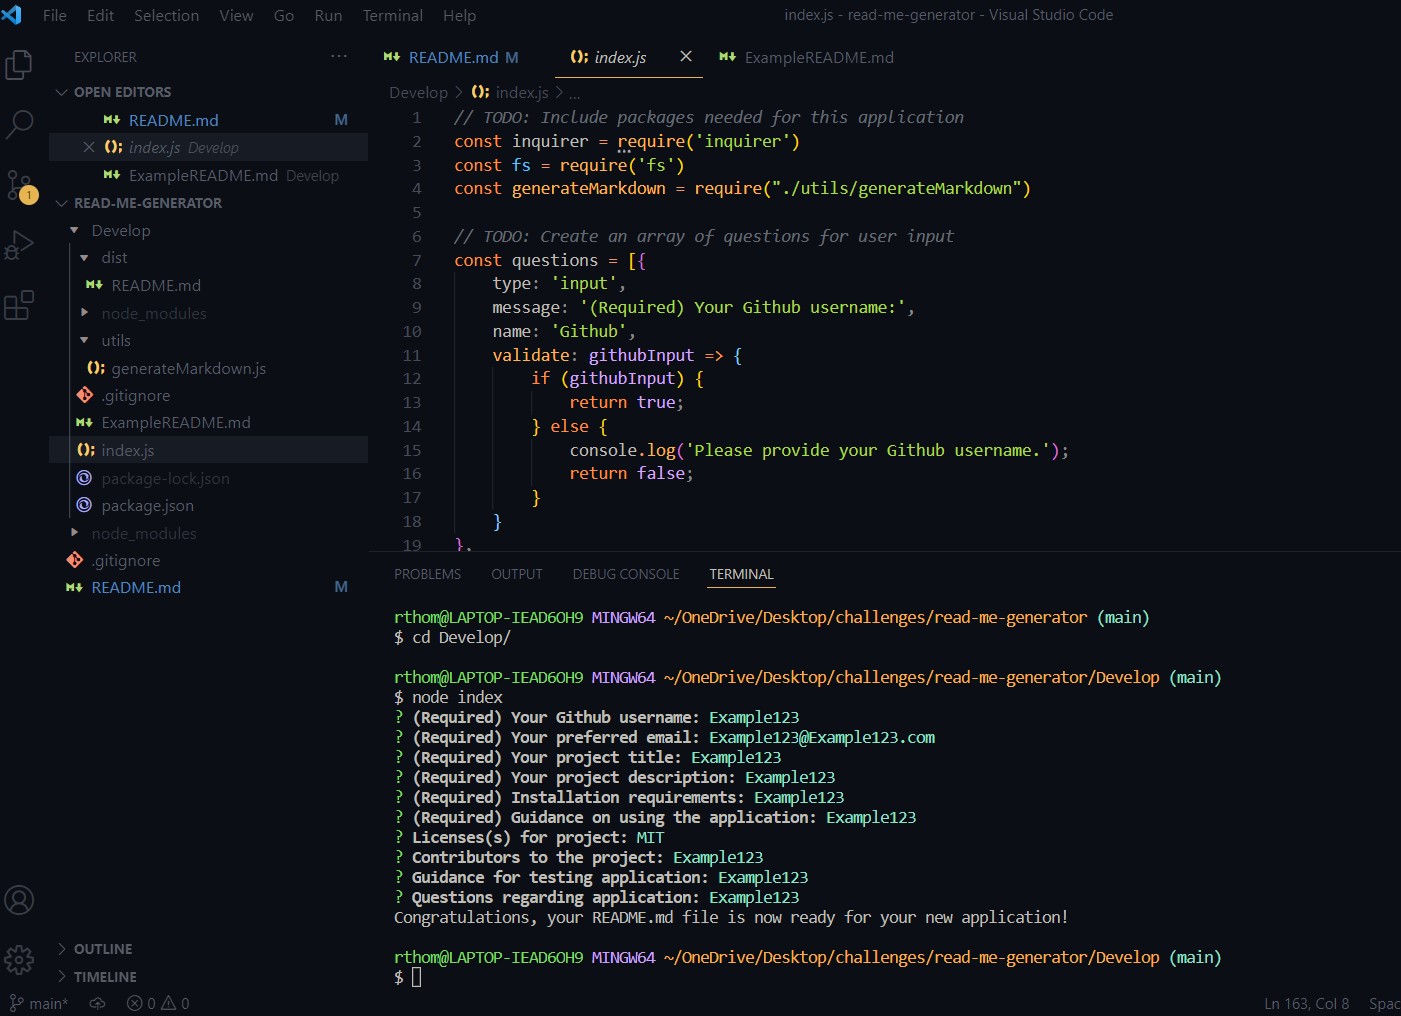 File Edit Selection View Go Run Terminal Help
index.js - read-me-generator - Visual Studio Code
EXPLORER ...
OPEN EDITORS
README.md M
index.js Develop
ExampleREADME.md Develop
1
READ-ME-GENERATOR
Develop
dist
README.md
node_modules
utils
generateMarkdown.js
.gitignore
ExampleREADME.md
index.js
package-lock.json
package.json
node_modules
.gitignore
README.md M
OUTLINE
TIMELINE
README.md M index.js ExampleREADME.md
Develop > index.js > ...
1 // TODO: Include packages needed for this application
2 const inquirer = require('inquirer')
3 const fs = require('fs')
4 const generateMarkdown = require("./utils/generateMarkdown")
5
6 // TODO: Create an array of questions for user input
7 const questions = [{
8 type: 'input',
9 message: '(Required) Your Github username:',
10 name: 'Github',
11 validate: githubInput => {
12 if (githubInput) {
13 return true;
14 } else {
15 console.log('Please provide your Github username.');
16 return false;
17 }
18 }
19 },
PROBLEMS OUTPUT DEBUG CONSOLE TERMINAL
rthom@LAPTOP-IEAD6OH9 MINGW64 ~/OneDrive/Desktop/challenges/read-me-generator (main)
$ cd Develop/
rthom@LAPTOP-IEAD6OH9 MINGW64 ~/OneDrive/Desktop/challenges/read-me-generator/Develop (main)
$ node index
? (Required) Your Github username: Example123
? (Required) Your preferred email: Example123@Example123.com
? (Required) Your project title: Example123
? (Required) Your project description: Example123
? (Required) Installation requirements: Example123
? (Required) Guidance on using the application: Example123
? Licenses(s) for project: MIT
? Contributors to the project: Example123
? Guidance for testing application: Example123
? Questions regarding application: Example123
Congratulations, your README.md file is now ready for your new application!
rthom@LAPTOP-IEAD6OH9 MINGW64 ~/OneDrive/Desktop/challenges/read-me-generator/Develop (main)
$
main* 0 0
Ln 163, Col 8 Spac